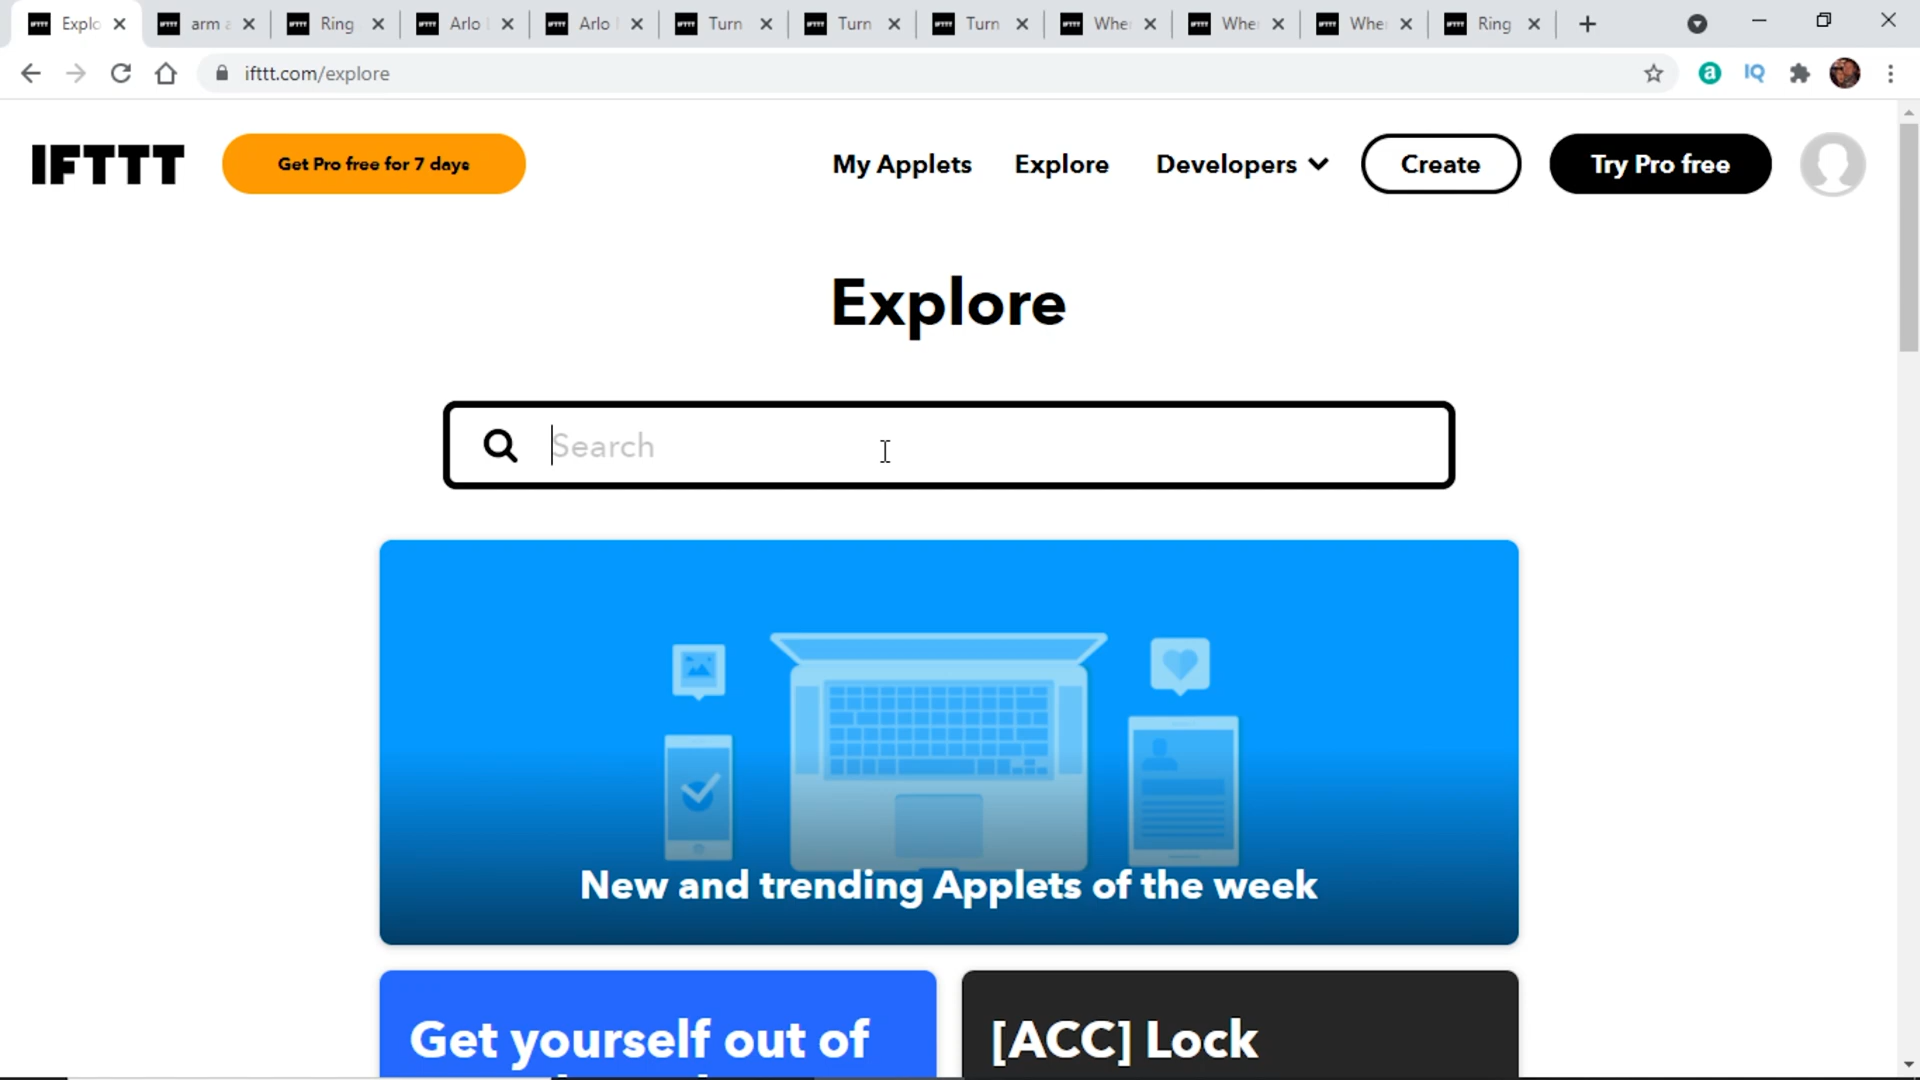 Explo
arm a
Ring
Arlo
Arlo
Turn
Turn
Turn
Whe
Whe
Whe
Ring
ifttt.com/explore
IFTTT
Get Pro free for 7 days
My Applets
Explore
Developers
Create
Try Pro free
Explore
Search
New and trending Applets of the week
Get yourself out of
[ACC] Lock